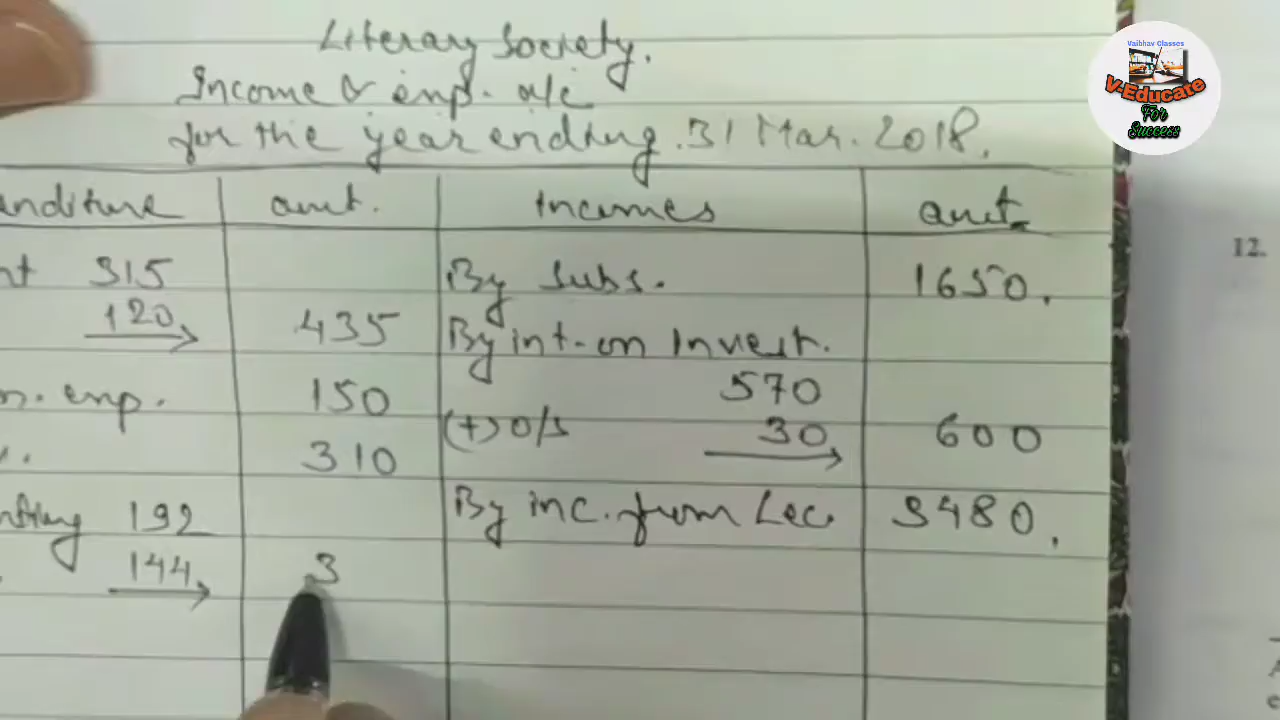 Literary Society.
Income & exp. a/c
for the year ending 31 Mar. 2018.
enditure amt. Incomes amt
nt 315 By Subs. 1650.
120 435 By int. on Invest.
n. exp. 150 570
(+) O/s 30 600
310
192 By inc. from Lec. 3480.
144 3
12.
Vaibhav Classes
V-Educate
For
Success